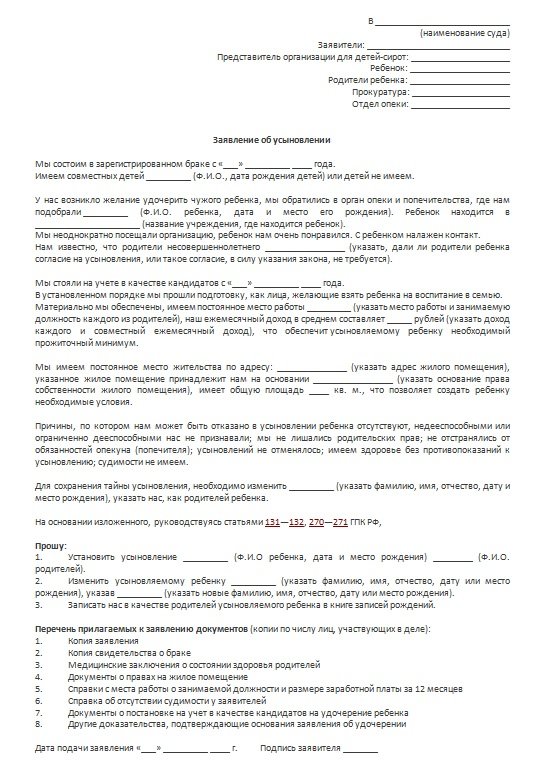 В ____________________________
(наименование суда)
Заявители: ______________________________
Представитель организации для детей-сирот: _____________________
Ребенок: _____________________
Родители ребенка: _____________________
Прокуратура: _____________________
Отдел опеки: _____________________
Заявление об усыновлении
Мы состоим в зарегистрированном браке с «___» _________ ____ года.
Имеем совместных детей _________ (Ф.И.О., дата рождения детей) или детей не имеем.
У нас возникло желание удочерить чужого ребенка, мы обратились в орган опеки и попечительства, где нам
подобрали _________ (Ф.И.О. ребенка, дата и место его рождения). Ребенок находится в
______________________ (название учреждения, где находится ребенок).
Мы неоднократно посещали организацию, ребенок нам очень понравился. С ребенком налажен контакт.
Нам известно, что родители несовершеннолетнего _________________ (указать, дали ли родители ребенка
согласие на усыновления, или такое согласие, в силу указания закона, не требуется).
Мы стояли на учете в качестве кандидатов с «___» _________ ____ года.
В установленном порядке мы прошли подготовку, как лица, желающие взять ребенка на воспитание в семью.
Материально мы обеспечены, имеем постоянное место работы _________ (указать место работы и занимаемую
должность каждого из родителей), наш ежемесячный доход в среднем составляет _____ рублей (указать доход
каждого и совместный ежемесячный доход), что обеспечит усыновляемому ребенку необходимый
прожиточный минимум.
Мы имеем постоянное место жительства по адресу: ______________ (указать адрес жилого помещения),
указанное жилое помещение принадлежит нам на основании _________________ (указать основание права
собственности жилого помещения), имеет общую площадь ____ кв. м., что позволяет создать ребенку
необходимые условия.
Причины, по котором нам может быть отказано в усыновлении ребенка отсутствуют, недееспособными или
ограничено дееспособными нас не признавали; мы не лишались родительских прав; не отстранялись от
обязанностей опекуна (попечителя); усыновлений не отменялось; имеем здоровье без противопоказаний к
усыновлению; судимости не имеем.
Для сохранения тайны усыновления, необходимо изменить _________ (указать фамилию, имя, отчество, дату и
место рождения), указать нас, как родителей ребенка.
На основании изложенного, руководствуясь статьями 131—132, 270—271 ГПК РФ,
Прошу:
1. Установить усыновление _________ (Ф.И.О ребенка, дата и место рождения) ________ (Ф.И.О.
родителей).
2. Изменить усыновляемому ребенку _________ (указать фамилию, имя, отчество, дату или место
рождения), указав _________ (указать новые фамилию, имя, отчество, дату или место рождения).
3. Записать нас в качестве родителей усыновляемого ребенка в книге записей рождений.
Перечень прилагаемых к заявлению документов (копии по числу лиц, участвующих в деле):
1. Копия заявления
2. Копия свидетельства о браке
3. Медицинские заключения о состоянии здоровья родителей
4. Документы о правах на жилое помещение
5. Справки с места работы о занимаемой должности и размере заработной платы за 12 месяцев
6. Справка об отсутствии судимости у заявителей
7. Документы о постановке на учет в качестве кандидатов на удочерение ребенка
8. Другие доказательства, подтверждающие основания заявления об удочерении
Дата подачи заявления «___» _________ ____ г. Подпись заявителя _______